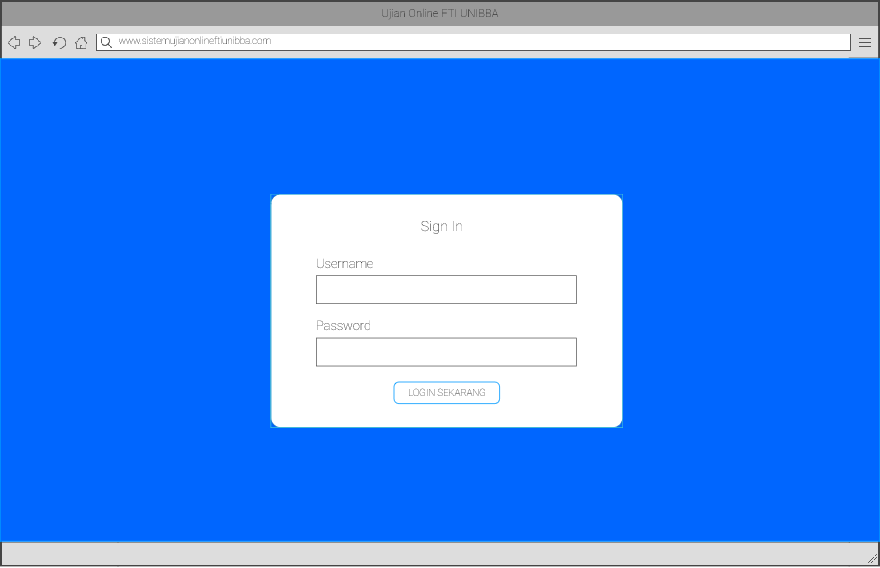 Ujian Online FTI UNIBBA
www.sistemujianonlineftiunibba.com
Sign In
Username
Password
LOGIN SEKARANG